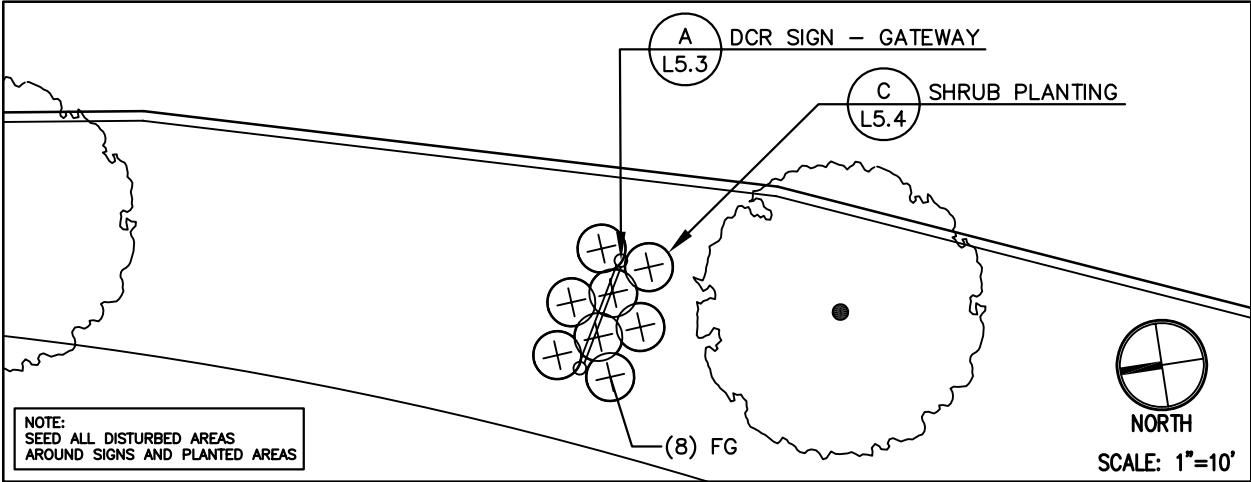 A
L5.3
DCR SIGN – GATEWAY
C
L5.4
SHRUB PLANTING
(8) FG
NOTE:
SEED ALL DISTURBED AREAS
AROUND SIGNS AND PLANTED AREAS
NORTH
SCALE: 1"=10'